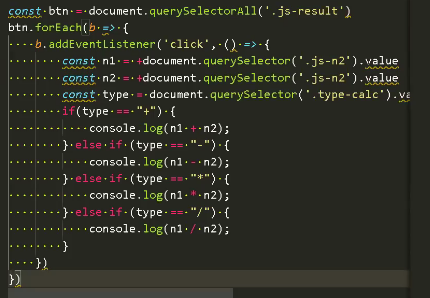 const btn = document.querySelectorAll('.js-result')
btn.forEach(b => {
    b.addEventListener('click', () => {
        const n1 = +document.querySelector('.js-n2').value
        const n2 = +document.querySelector('.js-n2').value
        const type = document.querySelector('.type-calc').va
        if(type == "+") {
            console.log(n1 + n2);
        } else if (type == "-") {
            console.log(n1 - n2);
        } else if (type == "*") {
            console.log(n1 * n2);
        } else if (type == "/") {
            console.log(n1 / n2);
        }
    })
})